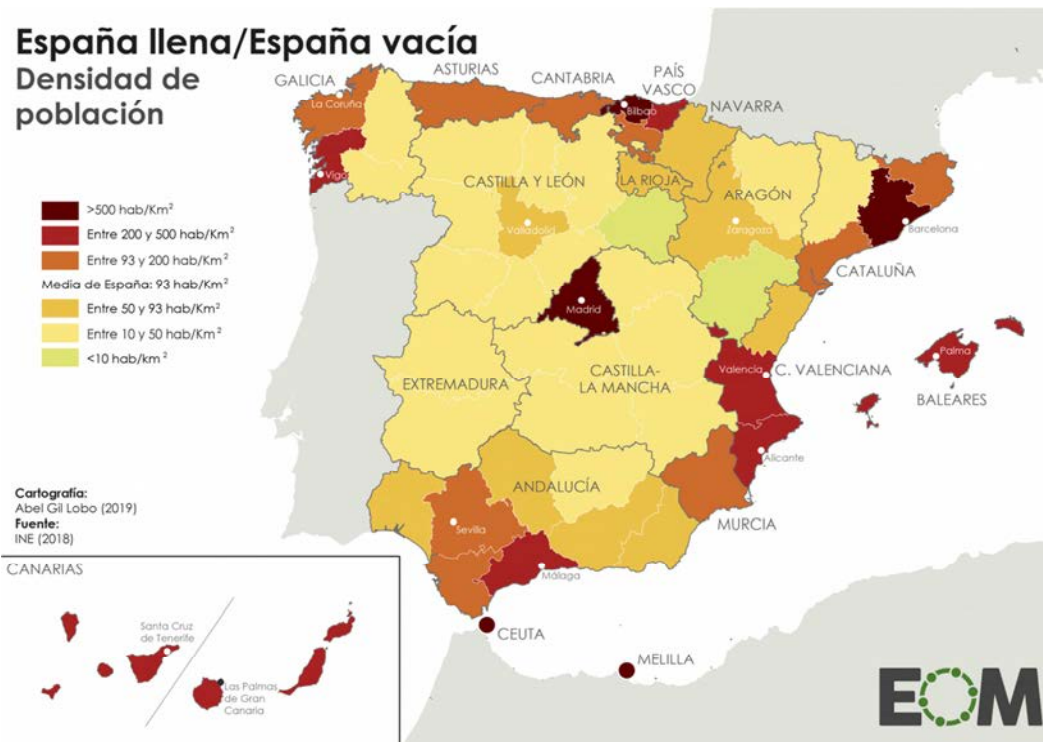 España llena/España vacía
Densidad de
población
>500 hab/Km²
Entre 200 y 500 hab/Km²
Entre 93 y 200 hab/Km²
Media de España: 93 hab/Km²
Entre 50 y 93 hab/Km²
Entre 10 y 50 hab/Km²
<10 hab/km²
GALICIA
ASTURIAS
CANTABRIA
PAÍS
VASCO
NAVARRA
La Coruña
Bilbao
Vigo
CASTILLA Y LEÓN
LA RIOJA
ARAGÓN
Valladolid
Zaragoza
Barcelona
CATALUÑA
Madrid
EXTREMADURA
CASTILLA-
LA MANCHA
Valencia
C. VALENCIANA
Palma
BALEARES
Alicante
ANDALUCÍA
MURCIA
Sevilla
Málaga
CEUTA
MELILLA
Cartografía:
Abel Gil Lobo (2019)
Fuente:
INE (2018)
CANARIAS
Santa Cruz
de Tenerife
Las Palmas
de Gran
Canaria
EOM